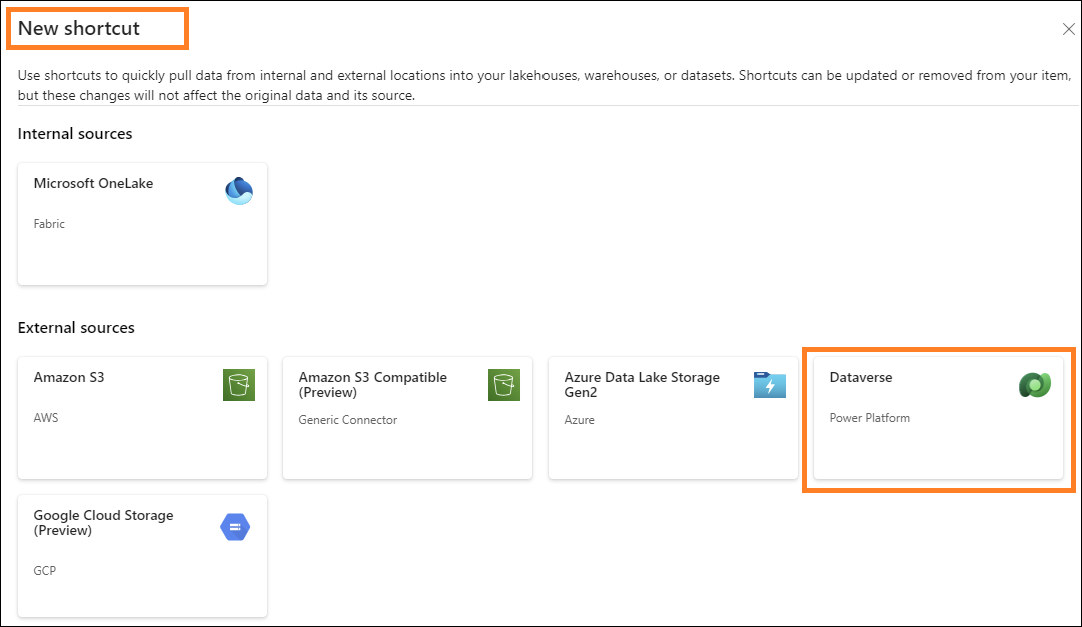 New shortcut
Use shortcuts to quickly pull data from internal and external locations into your lakehouses, warehouses, or datasets. Shortcuts can be updated or removed from your item,
but these changes will not affect the original data and its source.
Internal sources
Microsoft OneLake
Fabric
External sources
Amazon S3
AWS
Amazon S3 Compatible
(Preview)
Generic Connector
Azure Data Lake Storage
Gen2
Azure
Dataverse
Power Platform
Google Cloud Storage
(Preview)
GCP